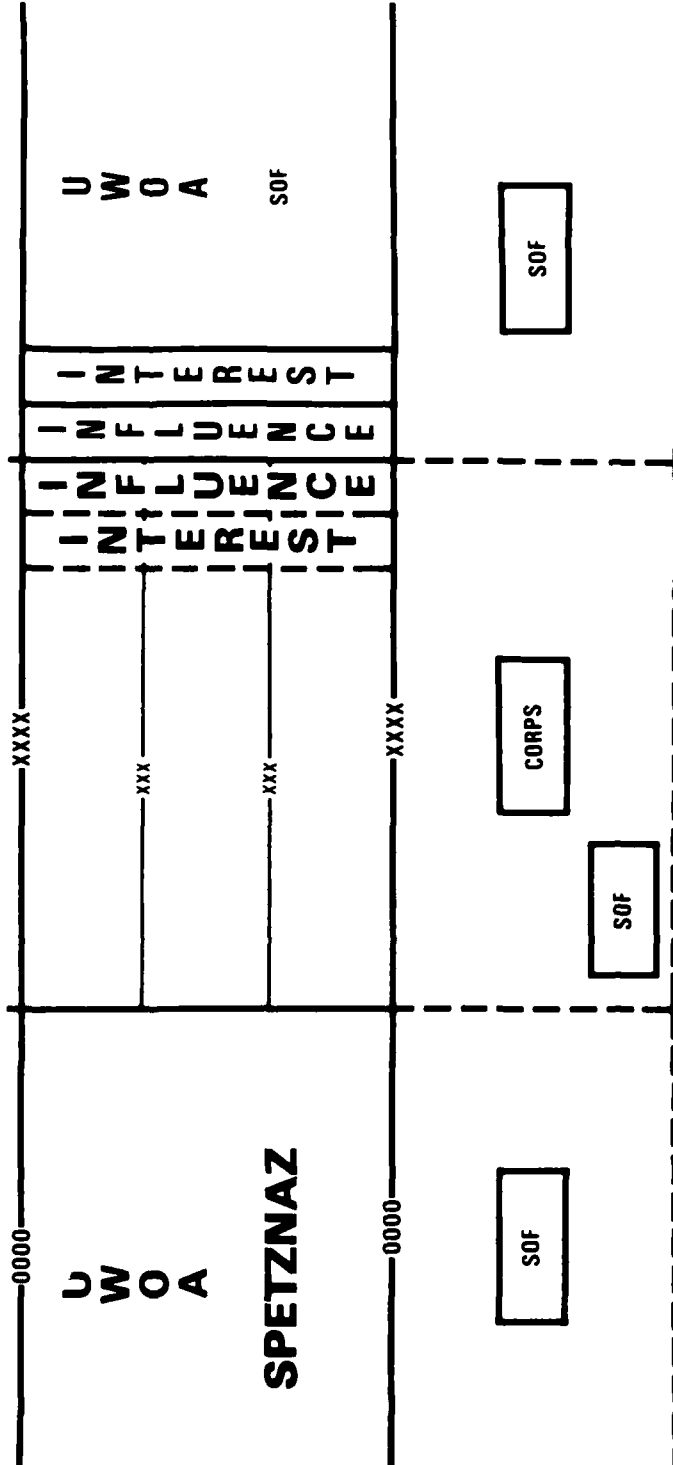 0000 XXXX
UWOA
XXX
INTEREST
INFLUENCE
INFLUENCE
INTEREST
UWOA
SPETZNAZ
XXX
SOF
0000 XXXX
SOF
CORPS
SOF
SOF